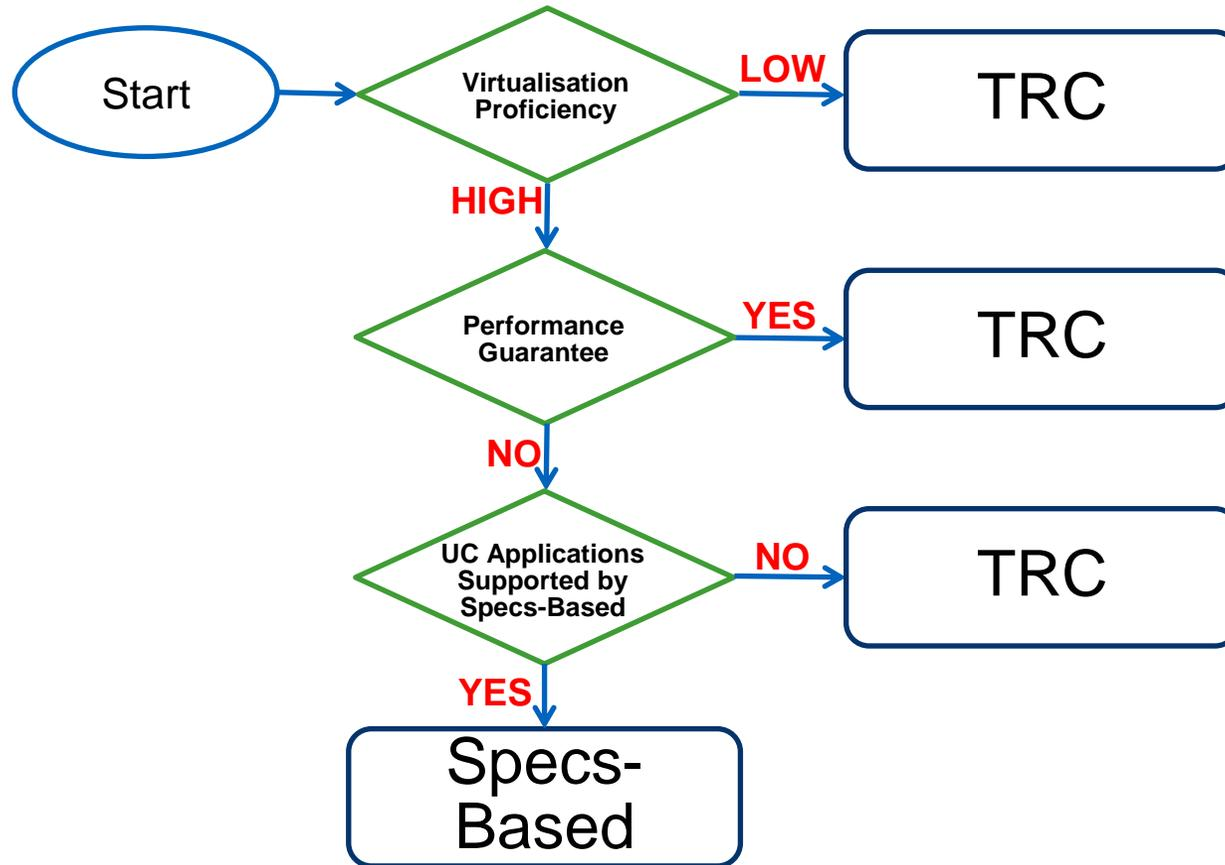 Start
Virtualisation
Proficiency
LOW
TRC
HIGH
Performance
Guarantee
YES
TRC
NO
UC Applications
Supported by
Specs-Based
NO
TRC
YES
Specs-
Based